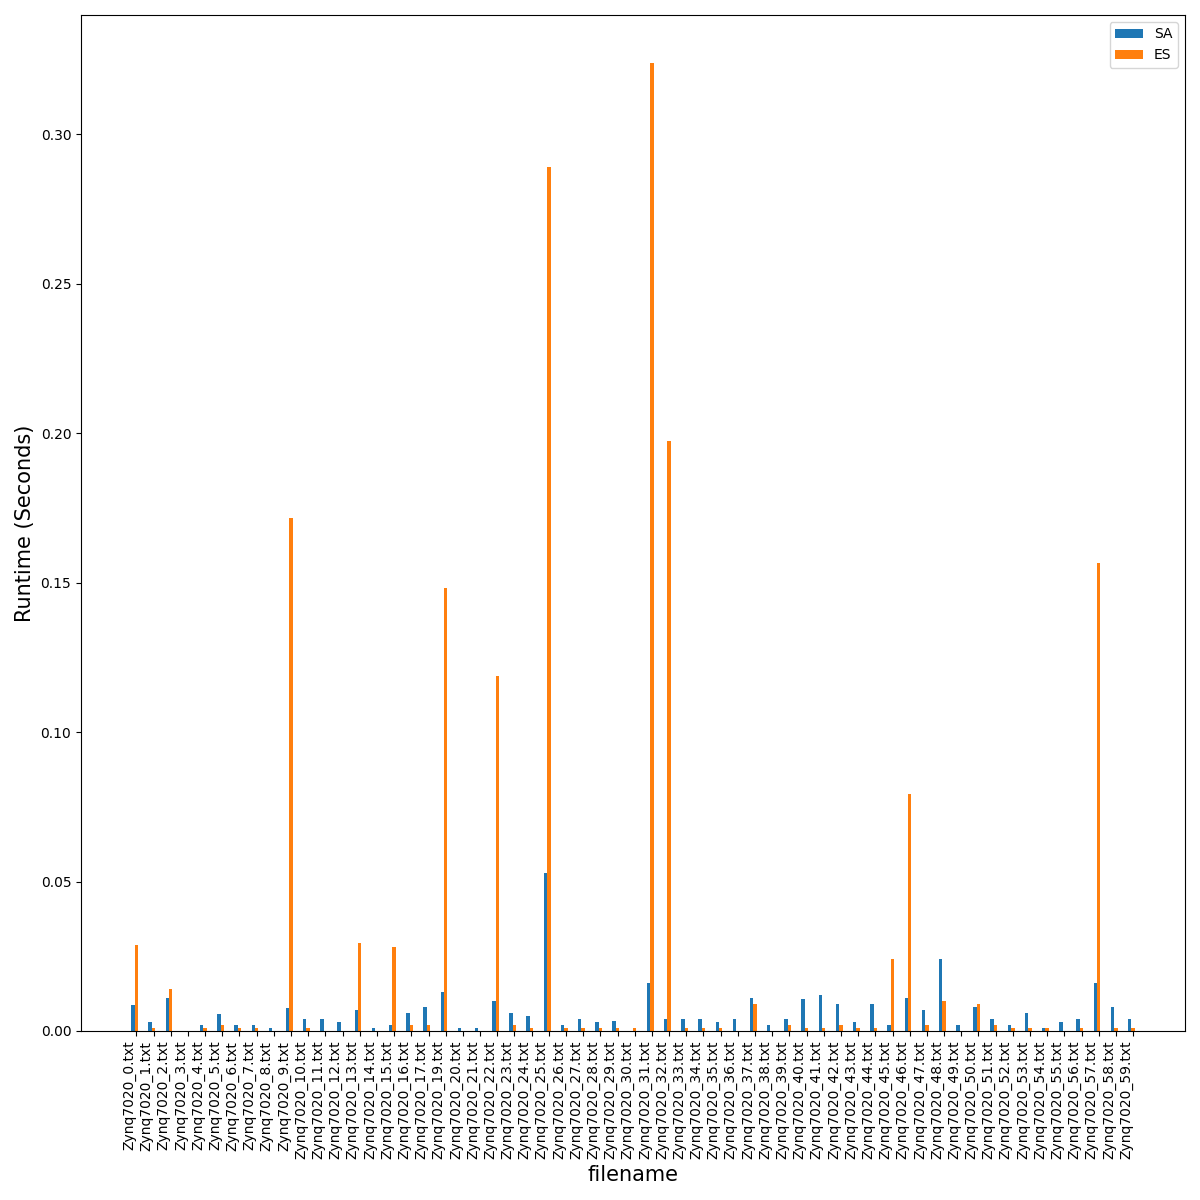 SA
ES
0.30
0.25
0.20
0.15
0.10
0.05
0.00
Runtime (Seconds)
Zynq7020_0.txt
Zynq7020_1.txt
Zynq7020_2.txt
Zynq7020_3.txt
Zynq7020_4.txt
Zynq7020_5.txt
Zynq7020_6.txt
Zynq7020_7.txt
Zynq7020_8.txt
Zynq7020_9.txt
Zynq7020_10.txt
Zynq7020_11.txt
Zynq7020_12.txt
Zynq7020_13.txt
Zynq7020_14.txt
Zynq7020_15.txt
Zynq7020_16.txt
Zynq7020_17.txt
Zynq7020_19.txt
Zynq7020_20.txt
Zynq7020_21.txt
Zynq7020_22.txt
Zynq7020_23.txt
Zynq7020_24.txt
Zynq7020_25.txt
Zynq7020_26.txt
Zynq7020_27.txt
Zynq7020_28.txt
Zynq7020_29.txt
Zynq7020_30.txt
Zynq7020_31.txt
Zynq7020_32.txt
Zynq7020_33.txt
Zynq7020_34.txt
Zynq7020_35.txt
Zynq7020_36.txt
Zynq7020_37.txt
Zynq7020_38.txt
Zynq7020_39.txt
Zynq7020_40.txt
Zynq7020_41.txt
Zynq7020_42.txt
Zynq7020_43.txt
Zynq7020_44.txt
Zynq7020_45.txt
Zynq7020_46.txt
Zynq7020_47.txt
Zynq7020_48.txt
Zynq7020_49.txt
Zynq7020_50.txt
Zynq7020_51.txt
Zynq7020_52.txt
Zynq7020_53.txt
Zynq7020_54.txt
Zynq7020_55.txt
Zynq7020_56.txt
Zynq7020_57.txt
Zynq7020_58.txt
Zynq7020_59.txt
filename